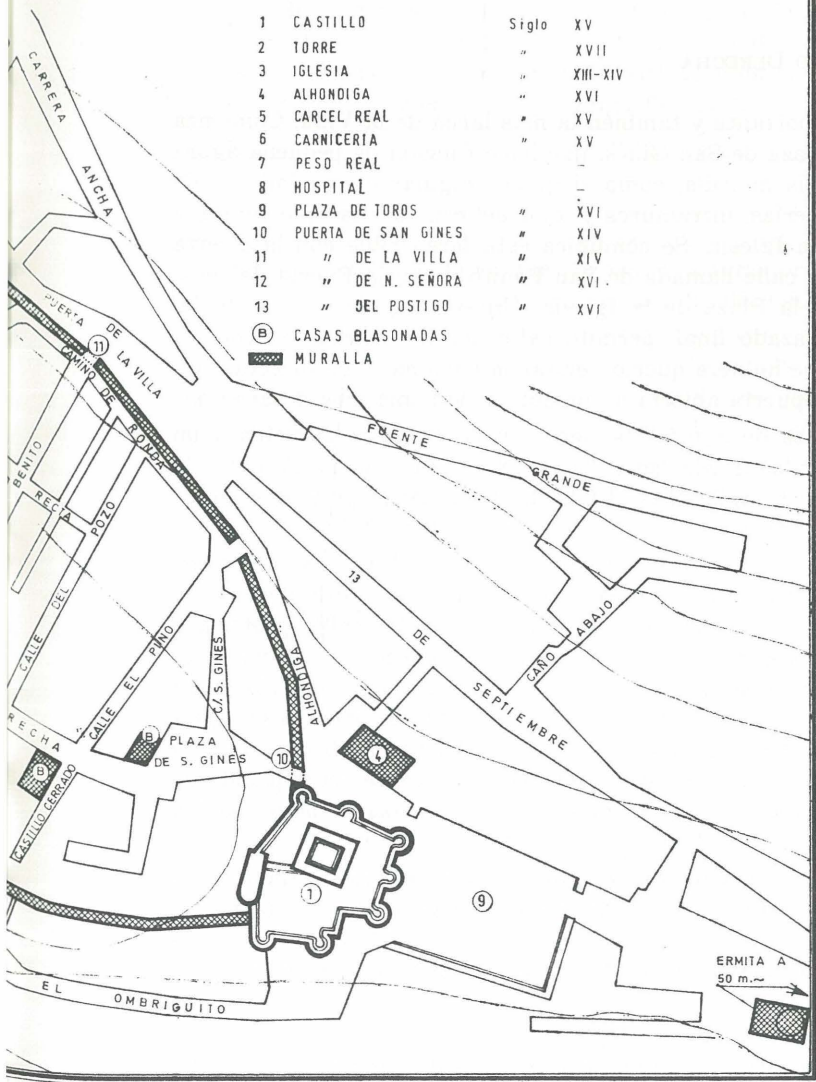 1 CASTILLO Siglo XV
2 TORRE " XVII
3 IGLESIA " XIII-XIV
4 ALHONDIGA " XVI
5 CARCEL REAL " XV
6 CARNICERIA " XV
7 PESO REAL -
8 HOSPITAL -
9 PLAZA DE TOROS " XVI
10 PUERTA DE SAN GINES " XIV
11 " DE LA VILLA " XIV
12 " DE N. SEÑORA " XVI.
13 " DEL POSTIGO " XVI
B CASAS BLASONADAS
MURALLA
CARRERA
ANCHA
PUERTA DE LA VILLA
11
CAMINO DE RONDA
BENITO
RECTA
CALLE DEL POZO
CALLE EL PINO
C/ S. GINES
ALHONDIGA
FUENTE GRANDE
13 DE SEPTIEMBRE
CAÑO ABAJO
RECHA
B
B
PLAZA
DE S. GINES
10
4
CASTILLO CERRADO
1
9
EL OMBRIGUITO
ERMITA A
50 m.~